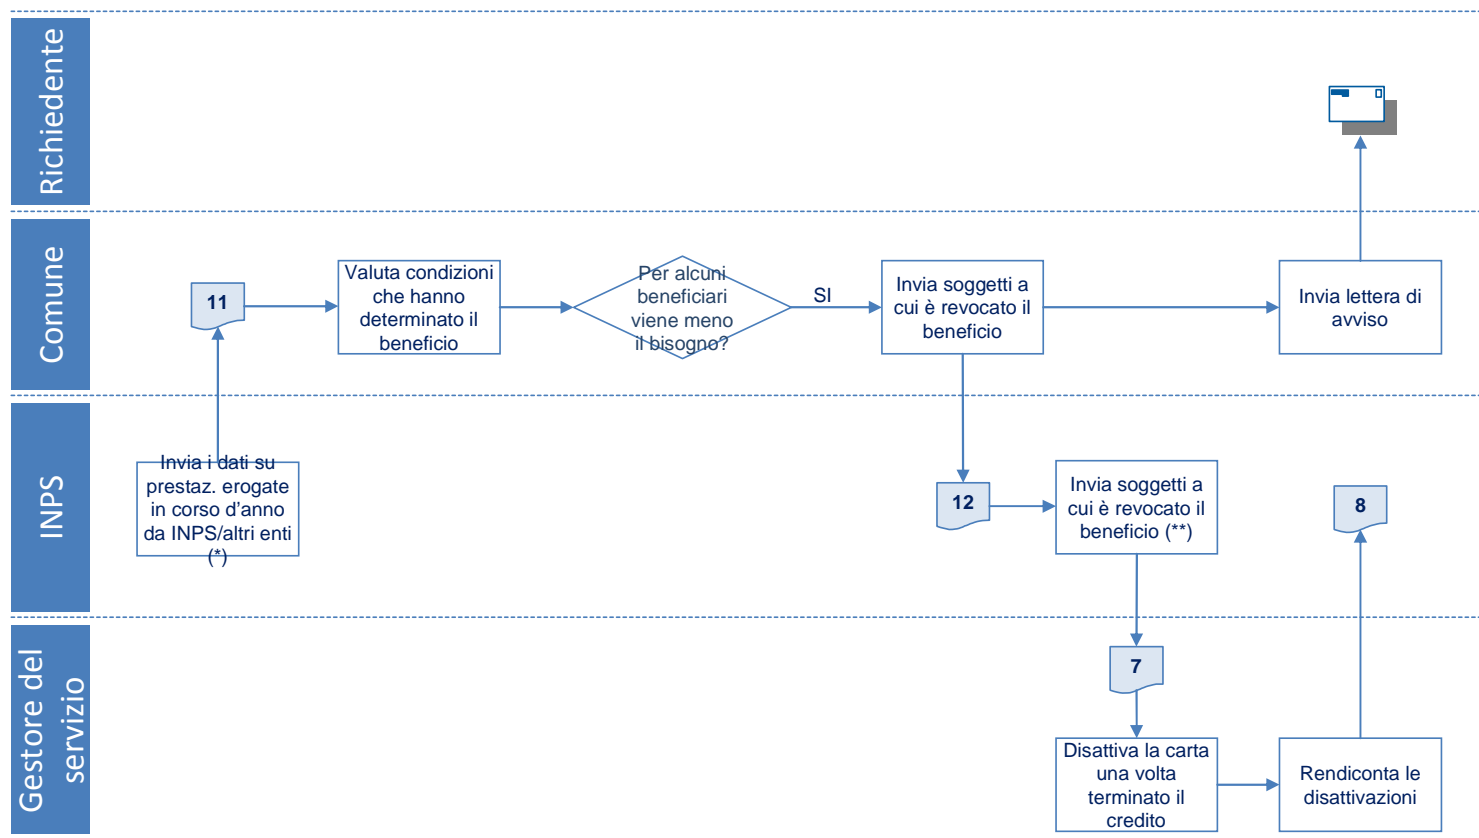 Richiedente
Comune
11
Valuta condizioni
che hanno
determinato il
beneficio
Per alcuni
beneficiari
viene meno
il bisogno?
SI
Invia soggetti a
cui è revocato il
beneficio
Invia lettera di
avviso
INPS
Invia i dati su
prestaz. erogate
in corso d’anno
da INPS/altri enti
(*)
12
Invia soggetti a
cui è revocato il
beneficio (**)
8
Gestore del
servizio
7
Disattiva la carta
una volta
terminato il
credito
Rendiconta le
disattivazioni